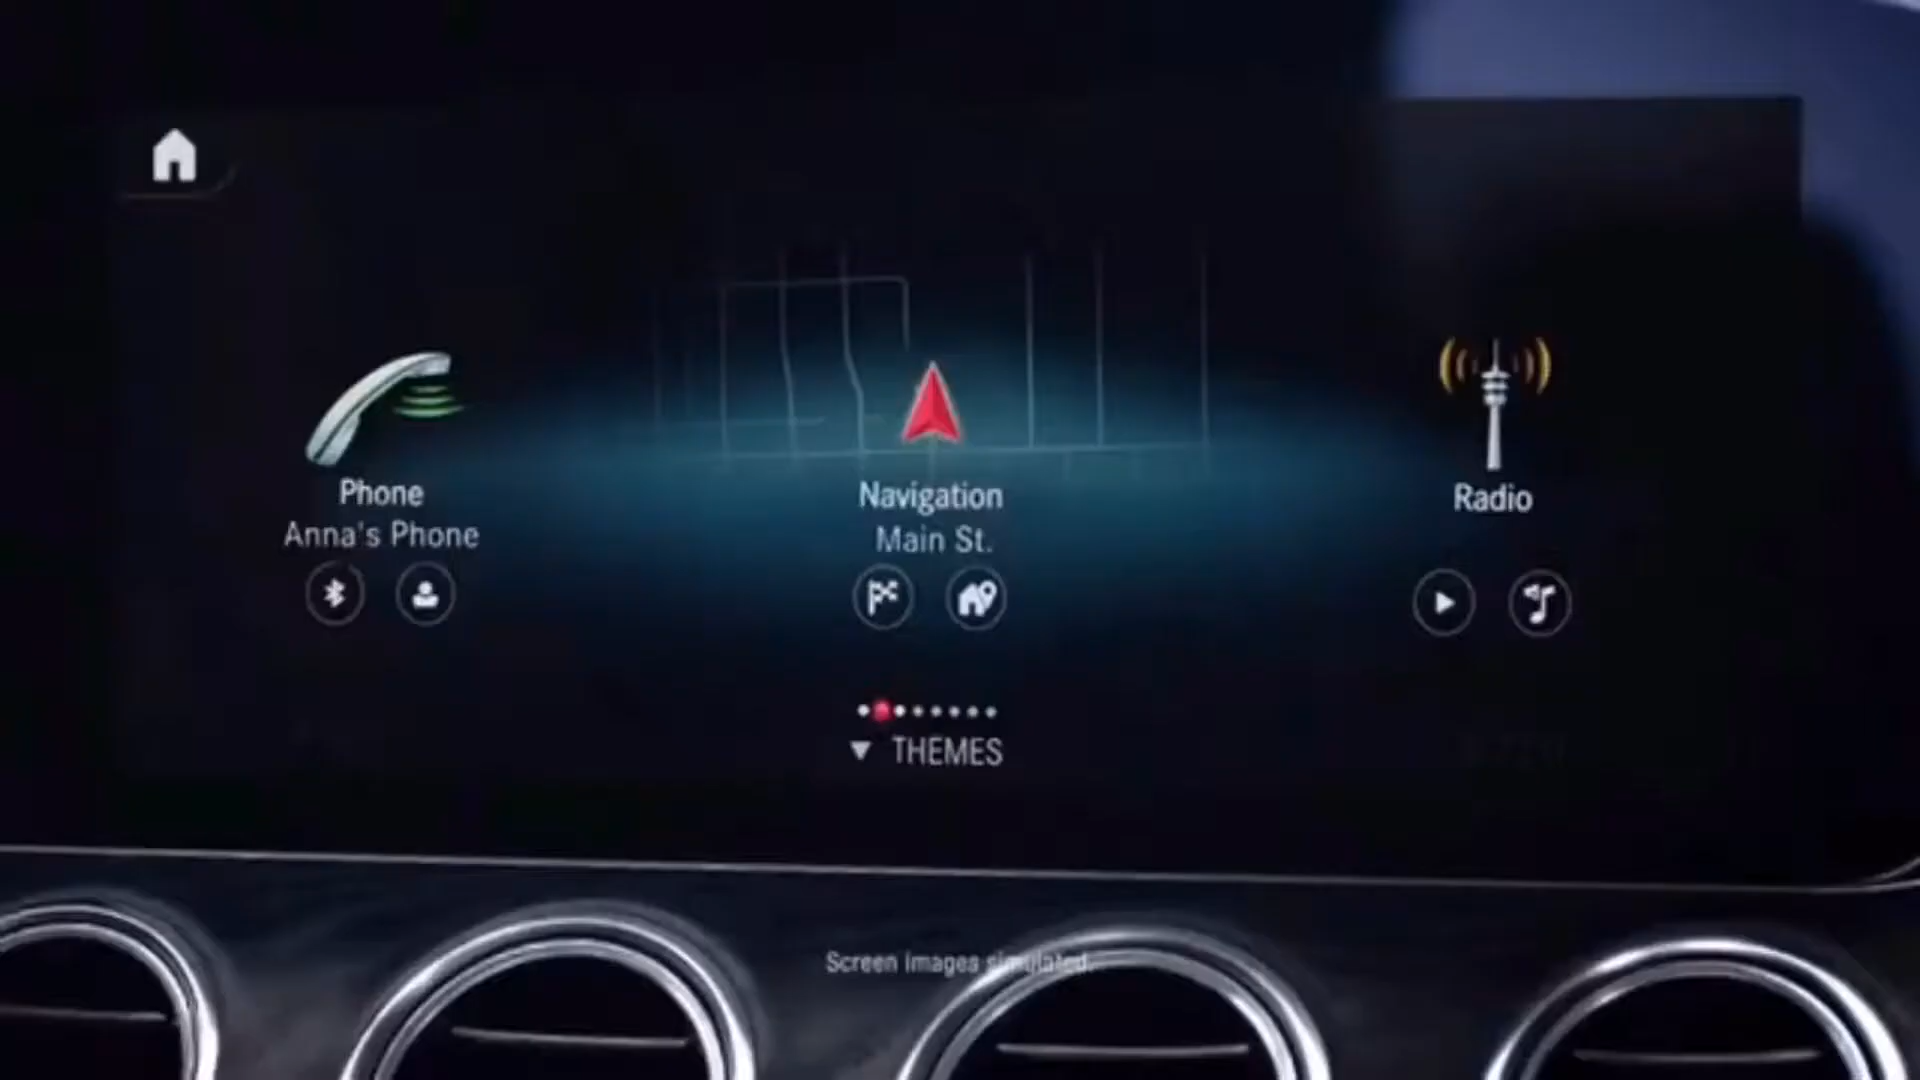 Phone
Anna's Phone
Navigation
Main St.
Radio
THEMES
Screen images simulated.